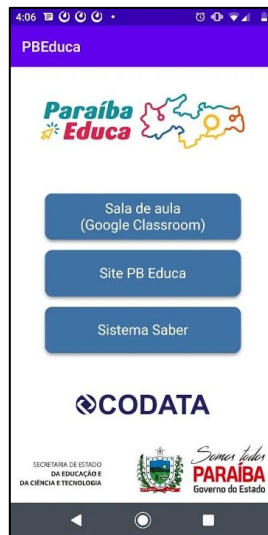 4:06
PBEduca
Paraíba
Educa
Sala de aula
(Google Classroom)
Site PB Educa
Sistema Saber
CODATA
SECRETARIA DE ESTADO
DA EDUCAÇÃO E
DA CIÊNCIA E TECNOLOGIA
Somos todos
PARAÍBA
Governo do Estado